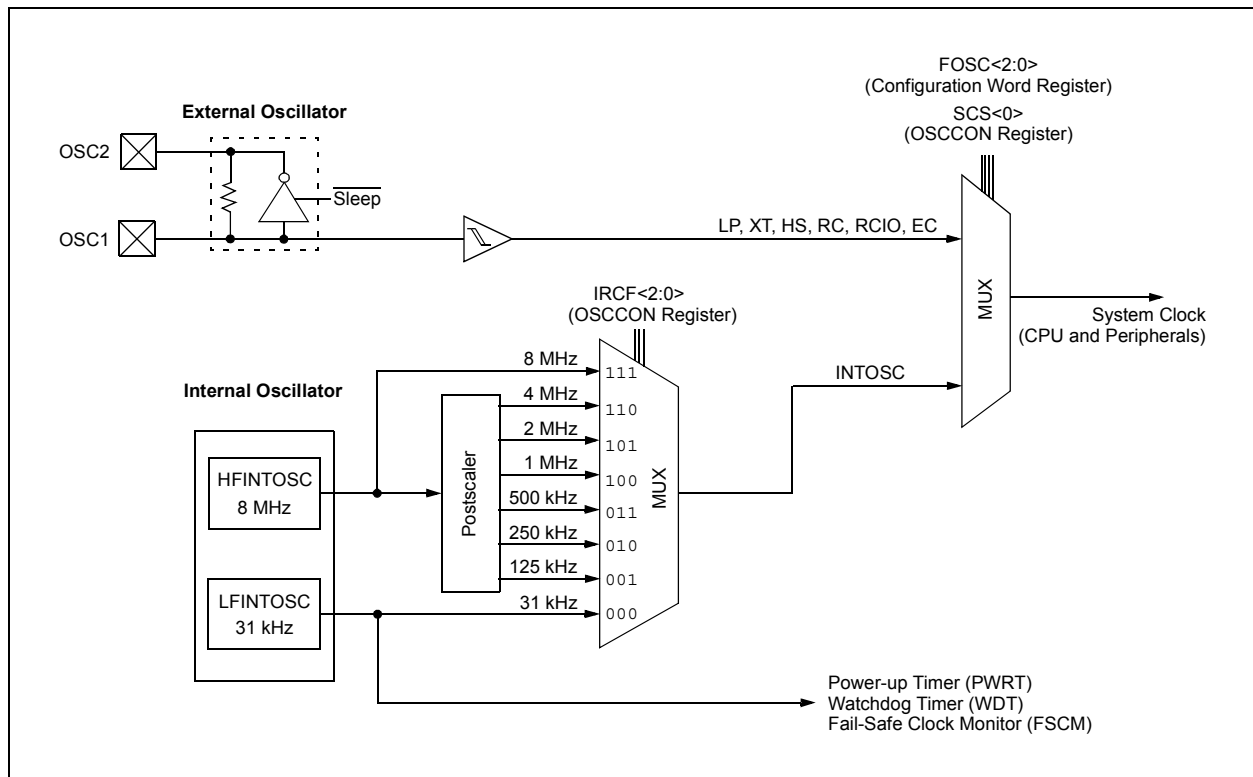 FOSC<2:0>
(Configuration Word Register)
SCS<0>
(OSCCON Register)
External Oscillator
OSC2
Sleep
OSC1
LP, XT, HS, RC, RCIO, EC
MUX
System Clock
(CPU and Peripherals)
IRCF<2:0>
(OSCCON Register)
INTOSC
Internal Oscillator
HFINTOSC
8 MHz
LFINTOSC
31 kHz
Postscaler
8 MHz
4 MHz
2 MHz
1 MHz
500 kHz
250 kHz
125 kHz
31 kHz
111
110
101
100
011
010
001
000
MUX
Power-up Timer (PWRT)
Watchdog Timer (WDT)
Fail-Safe Clock Monitor (FSCM)